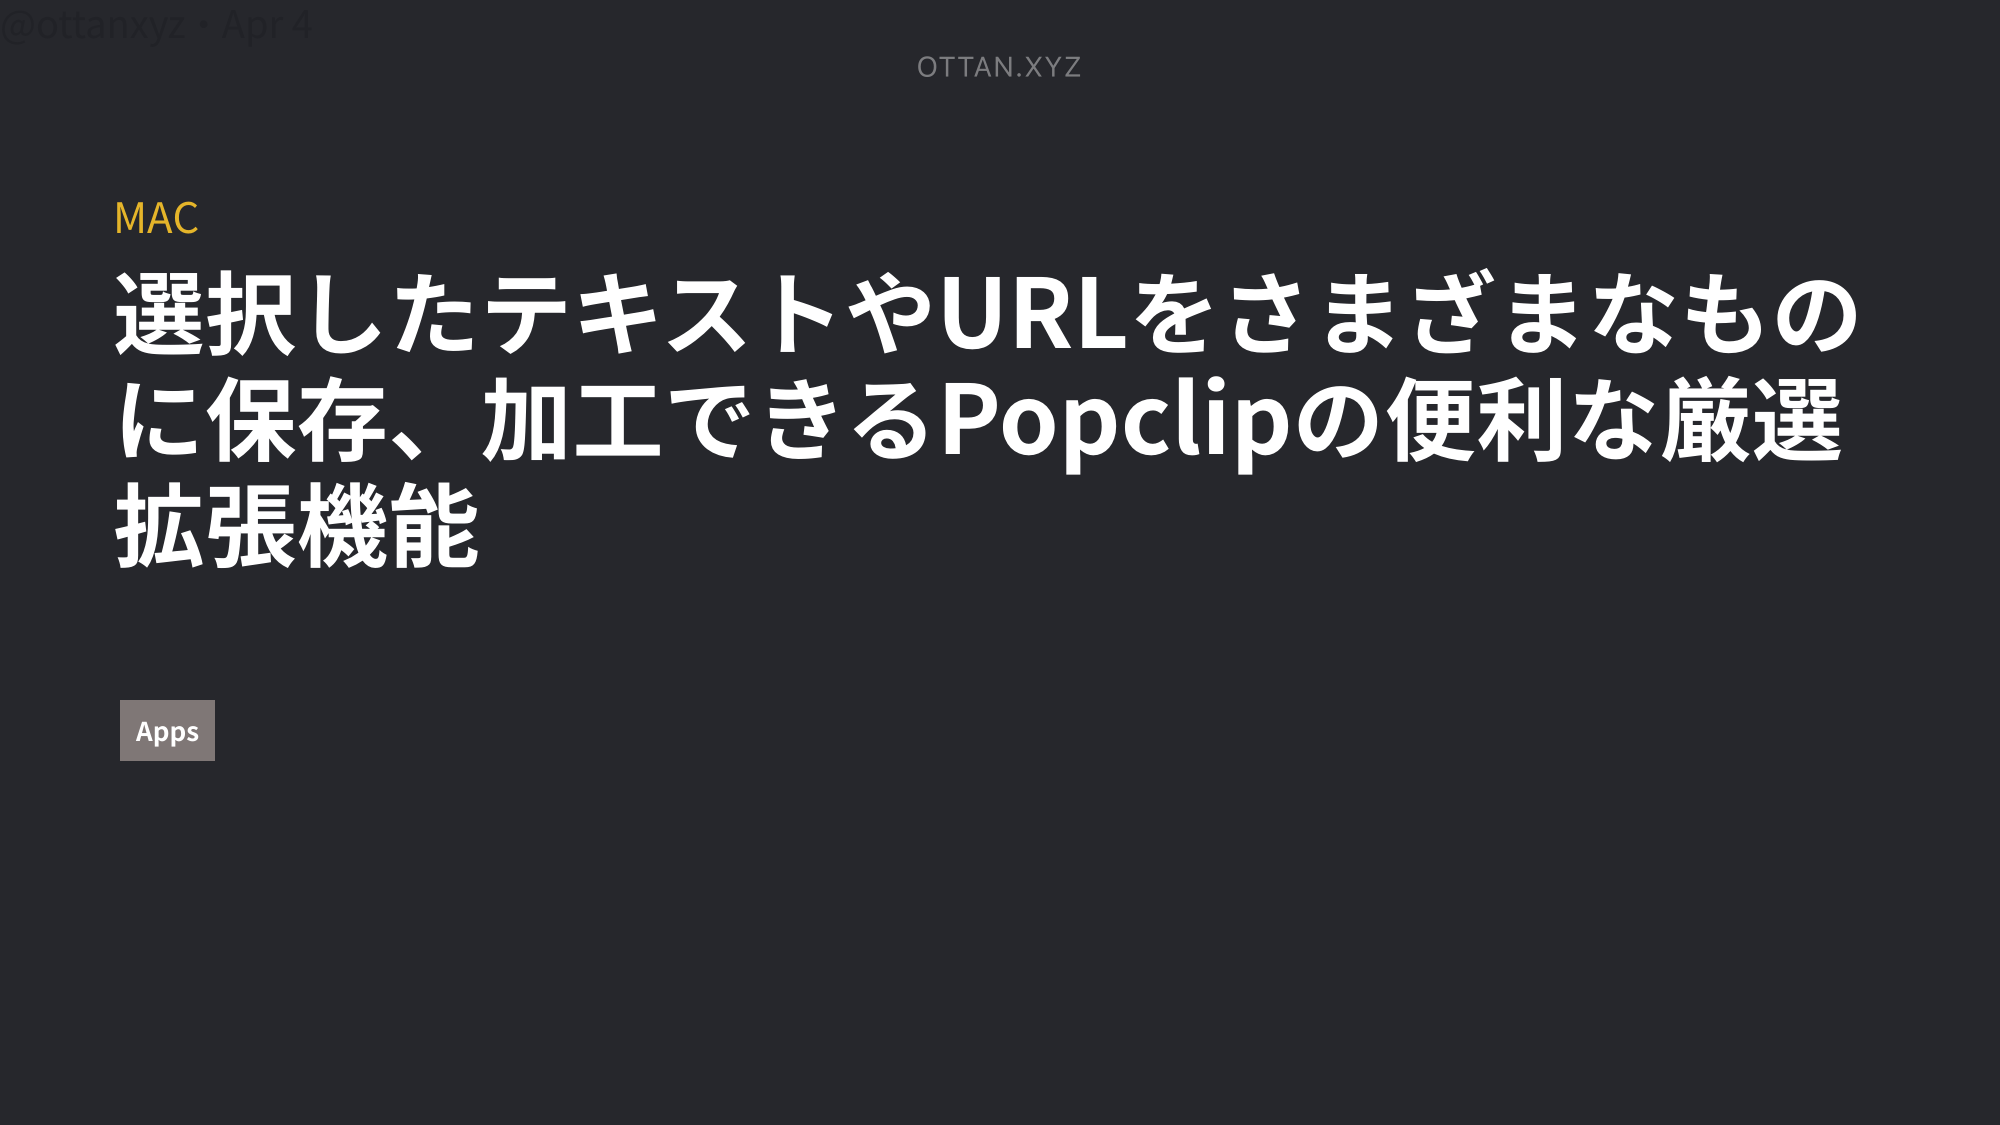 @ottanxyz・Apr 4
OTTAN.XYZ
MAC
選択したテキストやURLをさまざまなもの
に保存、加工できるPopclipの便利な厳選
拡張機能
Apps